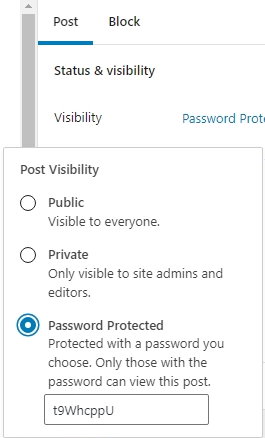 Post Block
Status & visibility
Visibility Password Prote
Post Visibility
Public
Visible to everyone.
Private
Only visible to site admins and
editors.
Password Protected
Protected with a password you
choose. Only those with the
password can view this post.
t9WhcppU